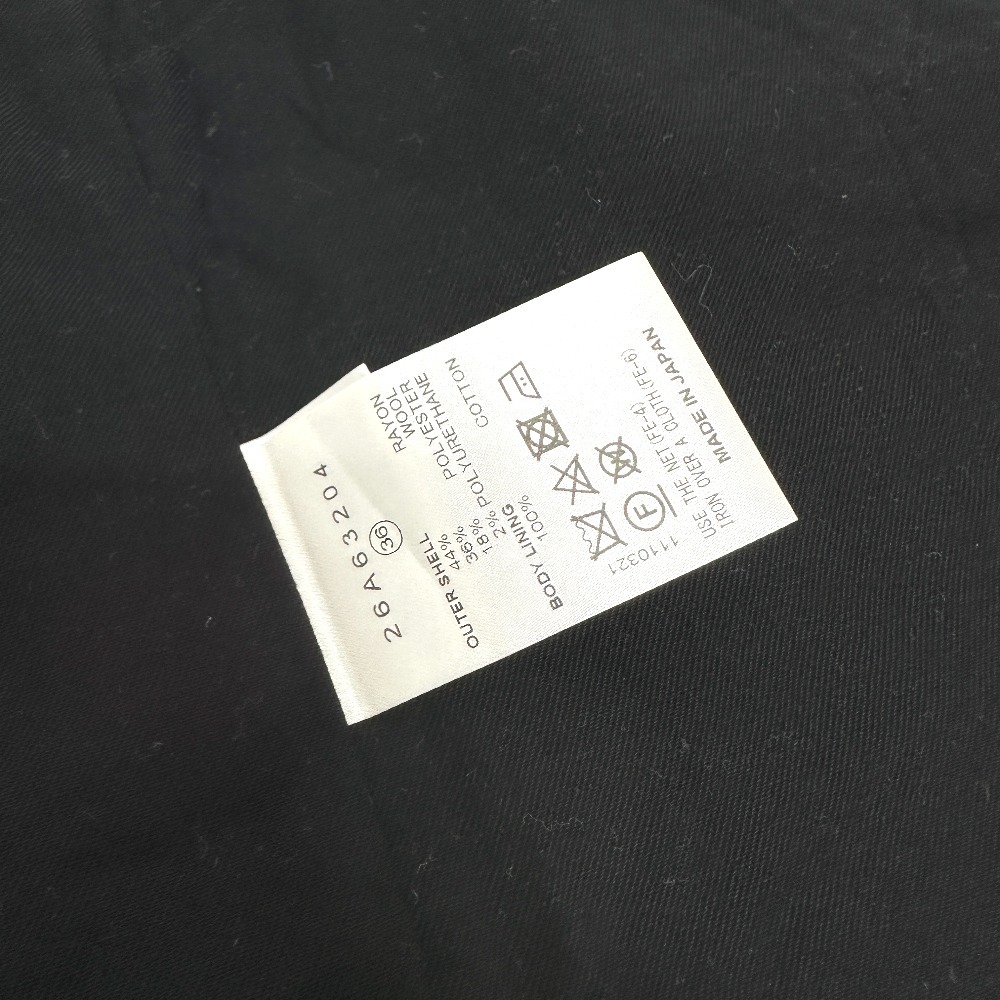 26A63204
36
OUTER SHELL
44% RAYON
36% WOOL
18% POLYESTER
2% POLYURETHANE
BODY LINING
100% COTTON
F
W
1110321
USE THE NET(FE-4)
IRON OVER A CLOTH(FE-6)
MADE IN JAPAN